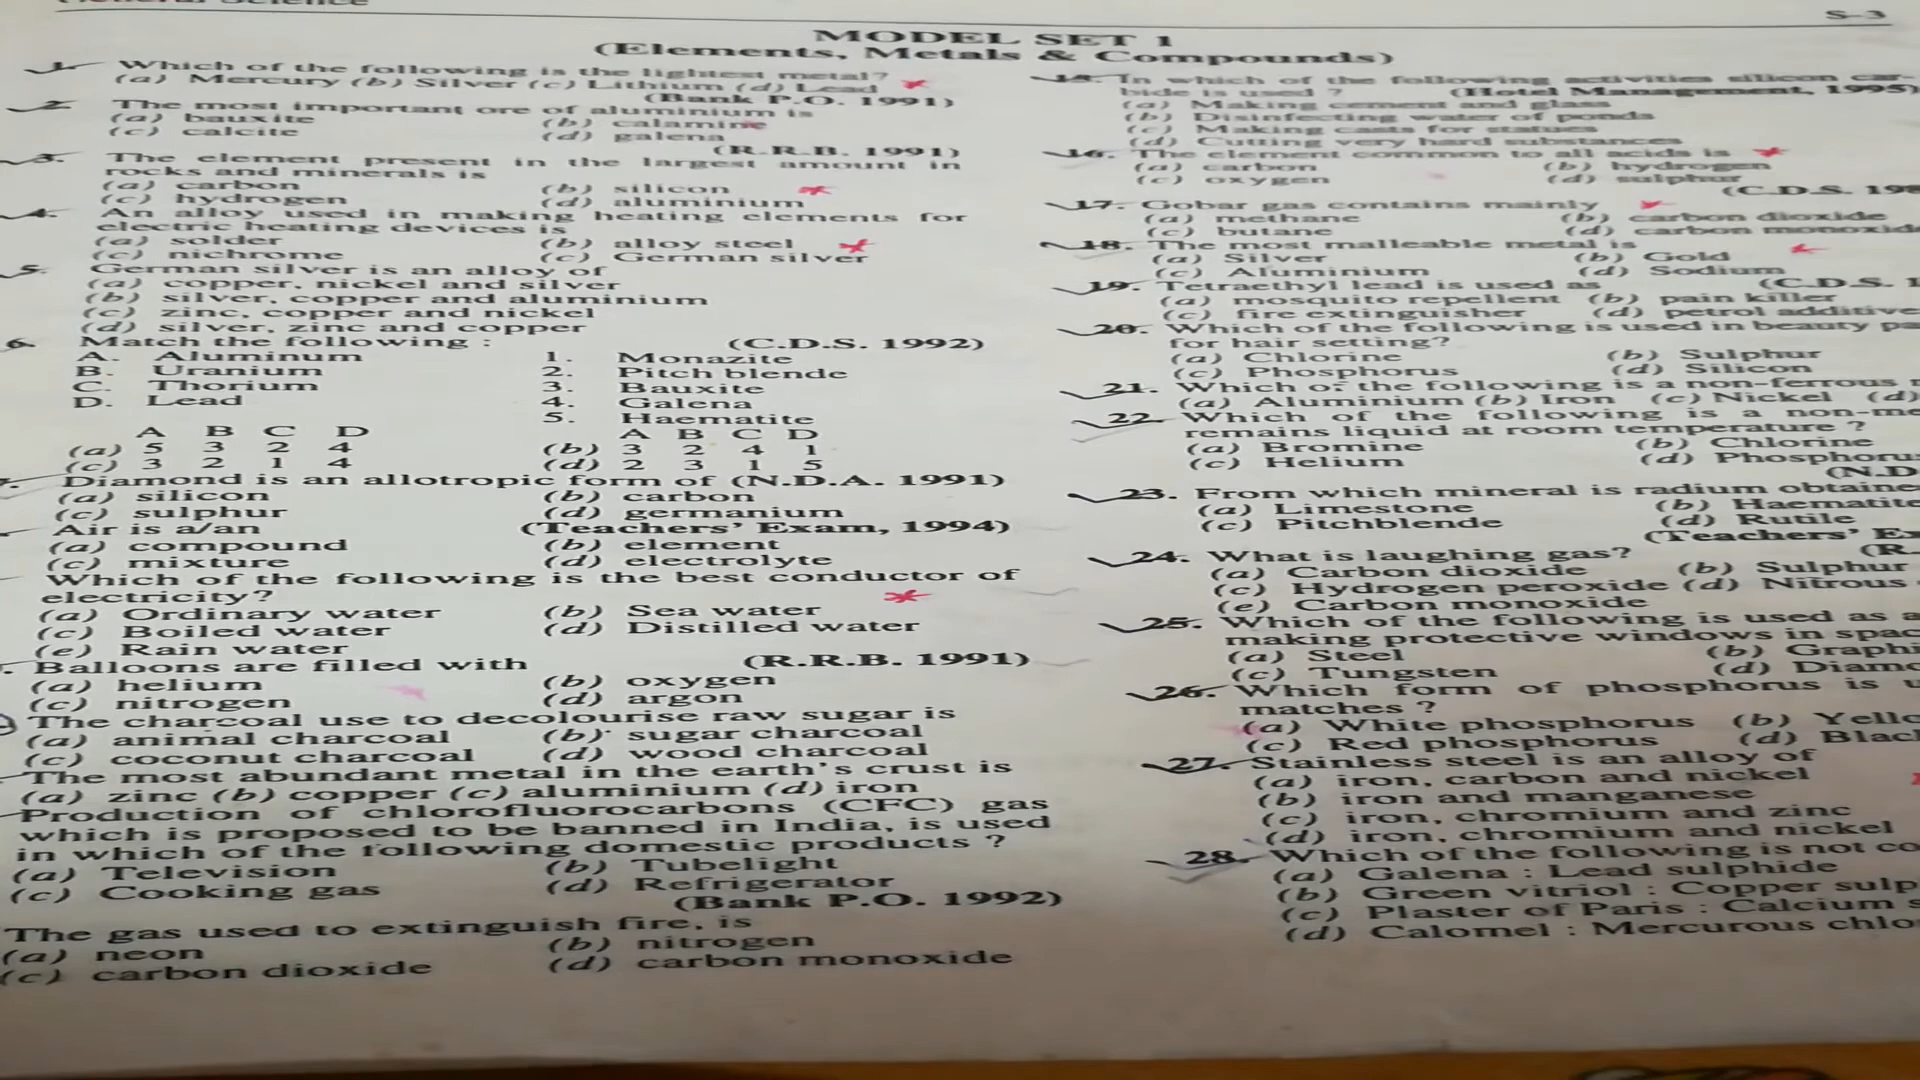 General Science
S-3
MODEL SET 1
(Elements, Metals & Compounds)
1. Which of the following is the lightest metal?
(a) Mercury (b) Silver (c) Lithium (d) Lead
(Bank P.O. 1991)
2. The most important ore of aluminium is
(a) bauxite (b) calamine
(c) calcite (d) galena
(R.R.B. 1991)
3. The element present in the largest amount in
rocks and minerals is
(a) carbon (b) silicon
(c) hydrogen (d) aluminium
4. An alloy used in making heating elements for
electric heating devices is
(a) solder (b) alloy steel
(c) nichrome (c) German silver
5. German silver is an alloy of
(a) copper, nickel and silver
(b) silver, copper and aluminium
(c) zinc, copper and nickel
(d) silver, zinc and copper
6. Match the following : (C.D.S. 1992)
A. Aluminum 1. Monazite
B. Uranium 2. Pitch blende
C. Thorium 3. Bauxite
D. Lead 4. Galena
5. Haematite
A B C D A B C D
(a) 5 3 2 4 (b) 3 2 4 1
(c) 3 2 1 4 (d) 2 3 1 5
7. Diamond is an allotropic form of (N.D.A. 1991)
(a) silicon (b) carbon
(c) sulphur (d) germanium
Air is a/an (Teachers' Exam, 1994)
(a) compound (b) element
(c) mixture (d) electrolyte
Which of the following is the best conductor of
electricity?
(a) Ordinary water (b) Sea water
(c) Boiled water (d) Distilled water
(e) Rain water
Balloons are filled with (R.R.B. 1991)
(a) helium (b) oxygen
(c) nitrogen (d) argon
The charcoal use to decolourise raw sugar is
(a) animal charcoal (b) sugar charcoal
(c) coconut charcoal (d) wood charcoal
The most abundant metal in the earth's crust is
(a) zinc (b) copper (c) aluminium (d) iron
Production of chlorofluorocarbons (CFC) gas
which is proposed to be banned in India, is used
in which of the following domestic products ?
(a) Television (b) Tubelight
(c) Cooking gas (d) Refrigerator
(Bank P.O. 1992)
The gas used to extinguish fire, is
(a) neon (b) nitrogen
(c) carbon dioxide (d) carbon monoxide
15. In which of the following activities silicon car-
bide is used ? (Hotel Management, 1995)
(a) Making cement and glass
(b) Disinfecting water of ponds
(c) Making casts for statues
(d) Cutting very hard substances
16. The element common to all acids is
(a) carbon (b) hydrogen
(c) oxygen (d) sulphur
(C.D.S. 198
17. Gobar gas contains mainly
(a) methane (b) carbon dioxide
(c) butane (d) carbon monoxide
18. The most malleable metal is
(a) Silver (b) Gold
(c) Aluminium (d) Sodium
(C.D.S. 1
19. Tetraethyl lead is used as
(a) mosquito repellent (b) pain killer
(c) fire extinguisher (d) petrol additive
20. Which of the following is used in beauty pa
for hair setting?
(a) Chlorine (b) Sulphur
(c) Phosphorus (d) Silicon
21. Which of the following is a non-ferrous
(a) Aluminium (b) Iron (c) Nickel (d)
22. Which of the following is a non-me
remains liquid at room temperature ?
(a) Bromine (b) Chlorine
(c) Helium (d) Phosphoru
(N.D
23. From which mineral is radium obtaine
(a) Limestone (b) Haematite
(c) Pitchblende (d) Rutile
(Teachers' Ex
24. What is laughing gas? (R.
(a) Carbon dioxide (b) Sulphur
(c) Hydrogen peroxide (d) Nitrous
(e) Carbon monoxide
25. Which of the following is used as a
making protective windows in spac
(a) Steel (b) Graphi
(c) Tungsten (d) Diamo
26. Which form of phosphorus is u
matches ?
(a) White phosphorus (b) Yello
(c) Red phosphorus (d) Blac
27. Stainless steel is an alloy of
(a) iron, carbon and nickel
(b) iron and manganese
(c) iron, chromium and zinc
(d) iron, chromium and nickel
28. Which of the following is not co
(a) Galena : Lead sulphide
(b) Green vitriol : Copper sulp
(c) Plaster of Paris : Calcium s
(d) Calomel : Mercurous chlo